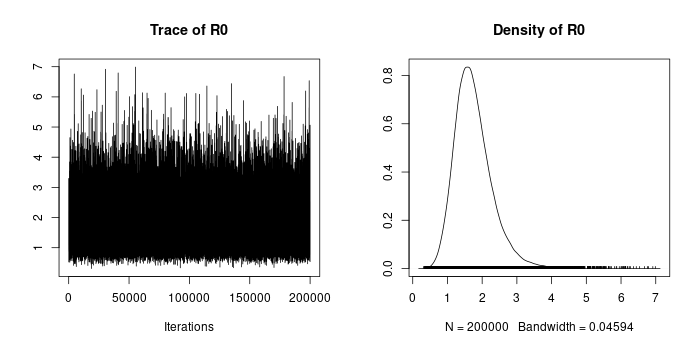 Trace of R0
7
6
5
4
3
2
1
0 50000 100000 150000 200000
Iterations
Density of R0
0.8
0.6
0.4
0.2
0.0
0 1 2 3 4 5 6 7
N = 200000 Bandwidth = 0.04594